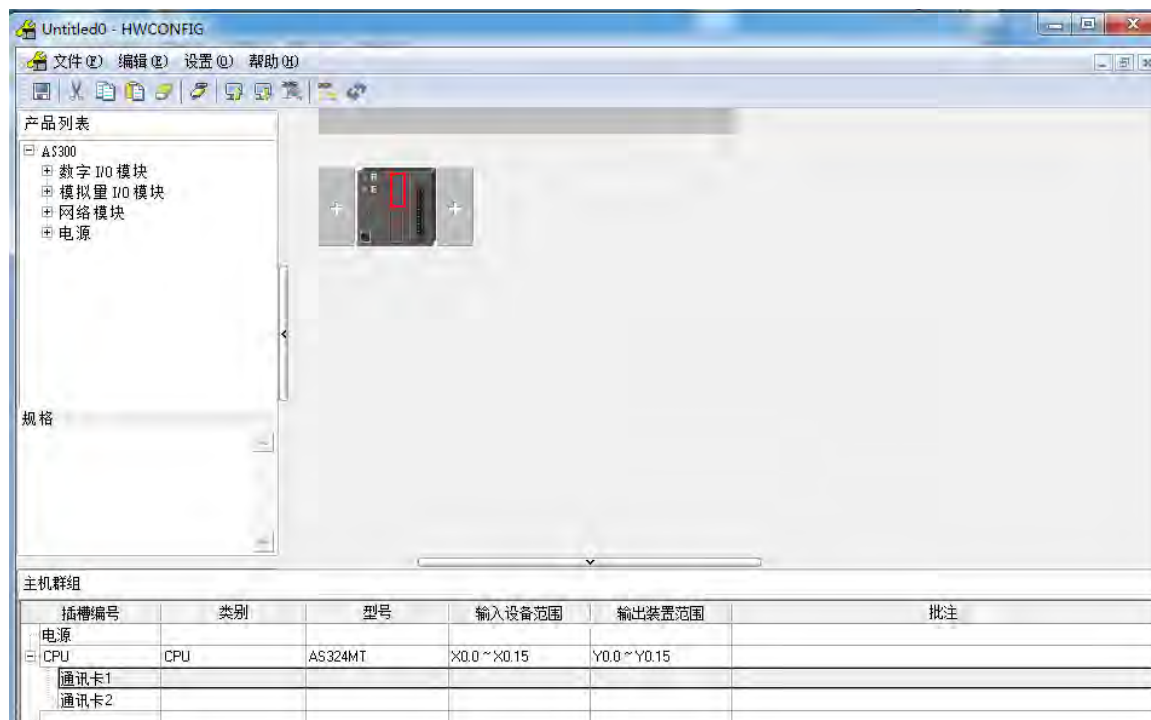 Untitled0 - HWCONFIG
文件(F) 编辑(E) 设置(O) 帮助(H)
产品列表
AS300
数字 I/O 模块
模拟量 I/O 模块
网络模块
电源
规格
主机群组
插槽编号 类别 型号 输入设备范围 输出装置范围 批注
电源
CPU CPU AS324MT X0.0 ~ X0.15 Y0.0 ~ Y0.15
通讯卡1
通讯卡2